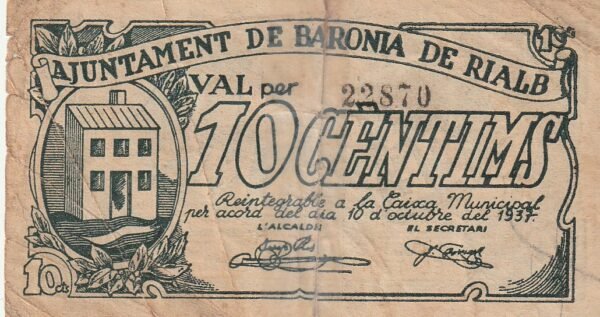 AJUNTAMENT DE BARONIA DE RIALB
VAL per 22870
10 CENTIMS
Reintegrable a la Caixa Municipal
per acord del dia 10 d'octubre del 1937.
L'ALCALDE EL SECRETARI
10 cts